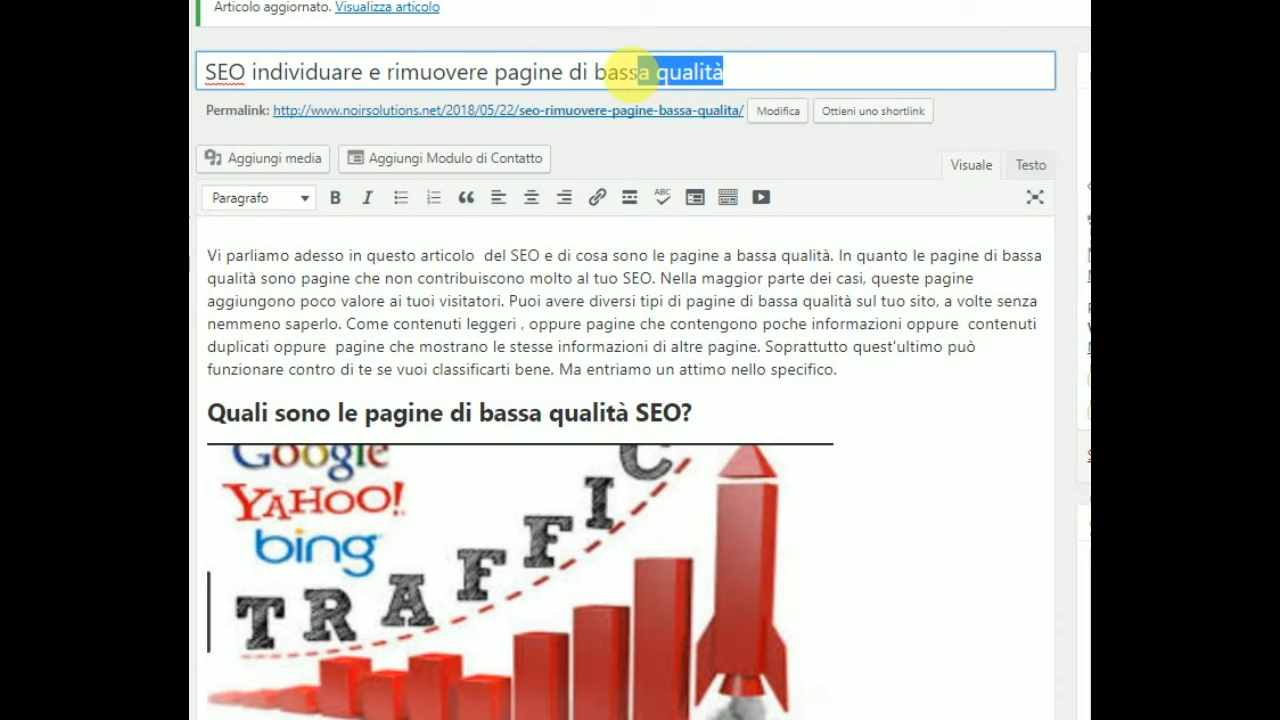 Articolo aggiornato. Visualizza articolo
SEO individuare e rimuovere pagine di bassa qualità
Permalink: http://www.noirsolutions.net/2018/05/22/seo-rimuovere-pagine-bassa-qualita/ Modifica Ottieni uno shortlink
Aggiungi media Aggiungi Modulo di Contatto
Visuale Testo
Paragrafo B I ABC
Vi parliamo adesso in questo articolo  del SEO e di cosa sono le pagine a bassa qualità. In quanto le pagine di bassa
qualità sono pagine che non contribuiscono molto al tuo SEO. Nella maggior parte dei casi, queste pagine
aggiungono poco valore ai tuoi visitatori. Puoi avere diversi tipi di pagine di bassa qualità sul tuo sito, a volte senza
nemmeno saperlo. Come contenuti leggeri , oppure pagine che contengono poche informazioni oppure  contenuti
duplicati oppure  pagine che mostrano le stesse informazioni di altre pagine. Soprattutto quest'ultimo può
funzionare contro di te se vuoi classificarti bene. Ma entriamo un attimo nello specifico.
Quali sono le pagine di bassa qualità SEO?
Google
YAHOO!
bing
TRAFFIC